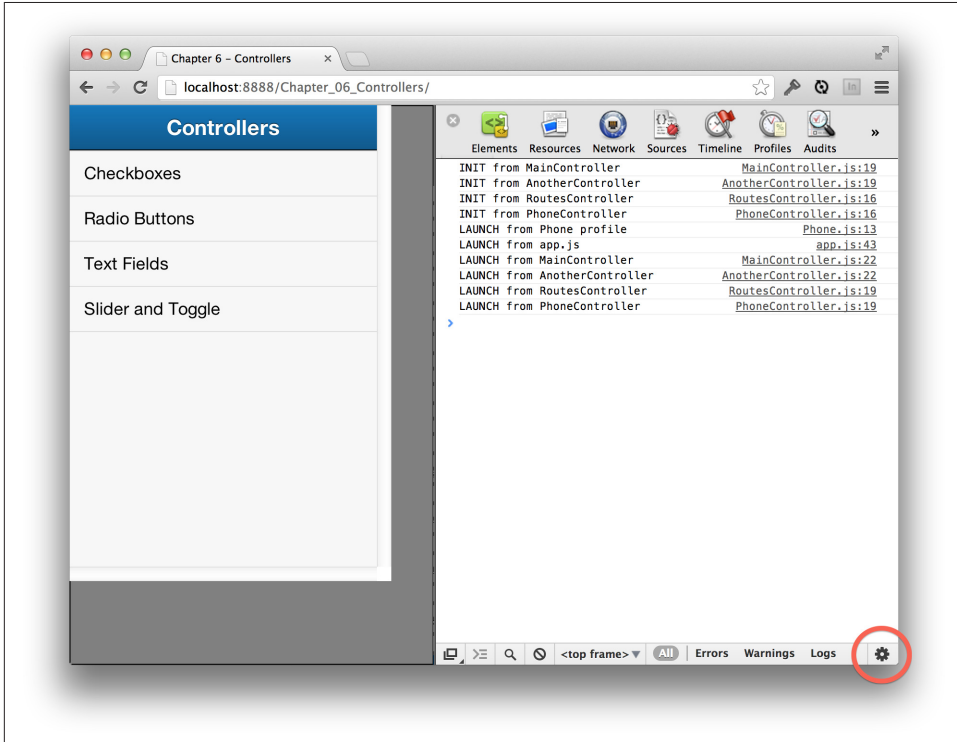 Chapter 6 – Controllers
localhost:8888/Chapter_06_Controllers/
Controllers
Checkboxes
Radio Buttons
Text Fields
Slider and Toggle
Elements Resources Network Sources Timeline Profiles Audits »
INIT from MainController MainController.js:19
INIT from AnotherController AnotherController.js:19
INIT from RoutesController RoutesController.js:16
INIT from PhoneController PhoneController.js:16
LAUNCH from Phone profile Phone.js:13
LAUNCH from app.js app.js:43
LAUNCH from MainController MainController.js:22
LAUNCH from AnotherController AnotherController.js:22
LAUNCH from RoutesController RoutesController.js:19
LAUNCH from PhoneController PhoneController.js:19
>
<top frame> All Errors Warnings Logs